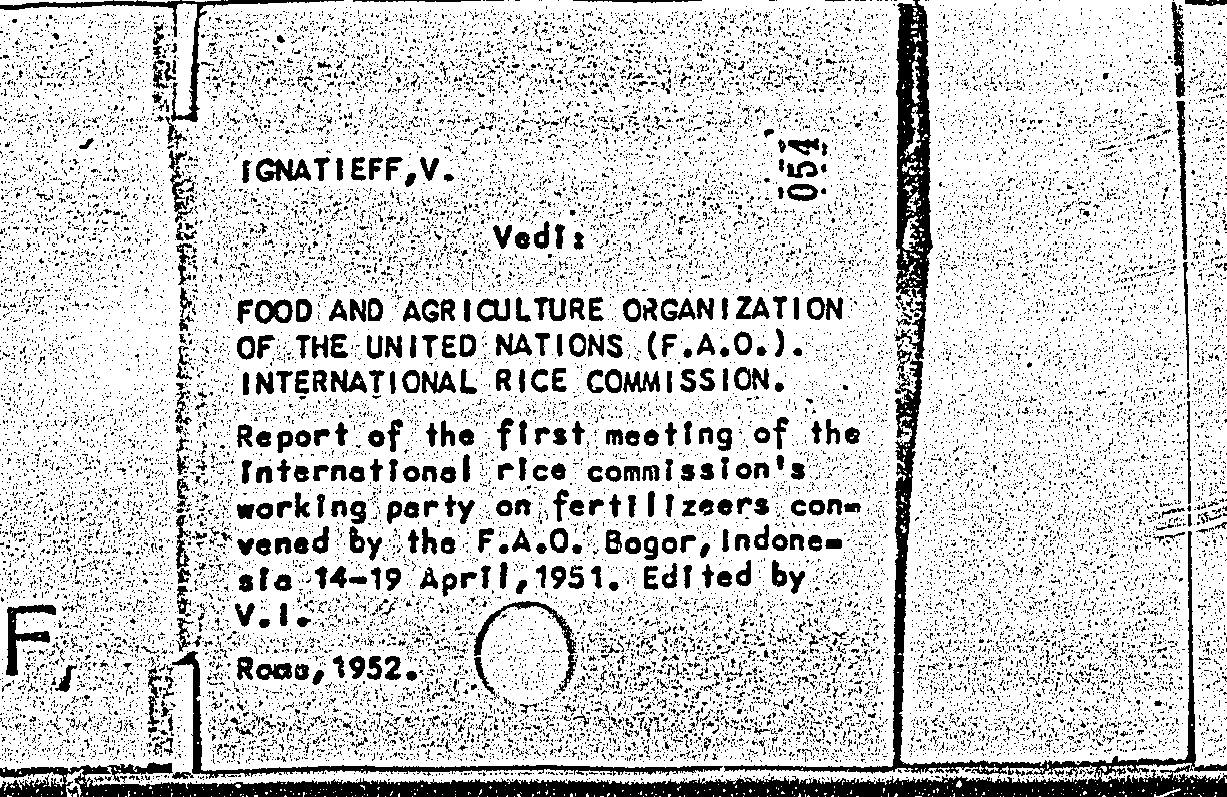 IGNATIEFF,V.
054
Vedi:
FOOD AND AGRICULTURE ORGANIZATION
OF THE UNITED NATIONS (F.A.O.).
INTERNATIONAL RICE COMMISSION.
Report of the first meeting of the
international rice commission's
working party on fertilizeers con-
vened by the F.A.O. Bogor,Indone-
sia 14-19 April,1951. Edited by
V.I.
Roma,1952.
F,